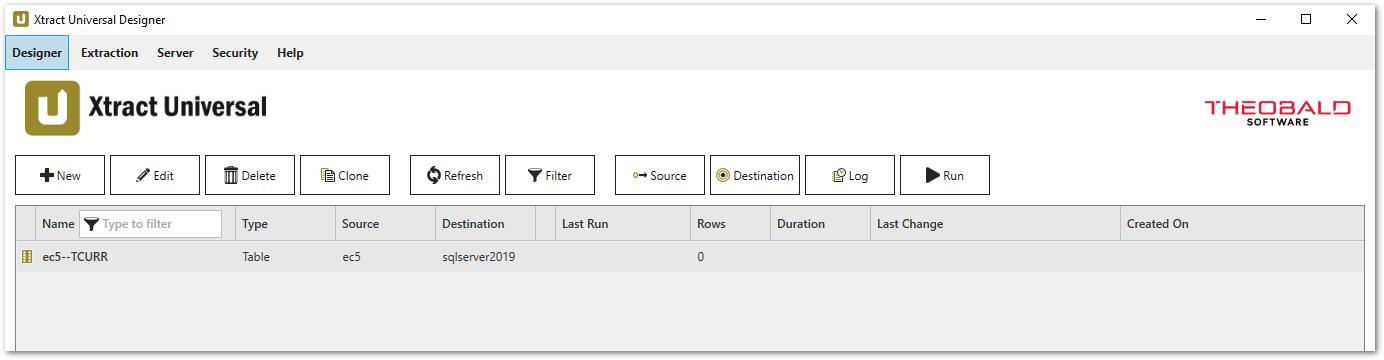 Xtract Universal Designer
Designer Extraction Server Security Help
Xtract Universal
THEOBALD
SOFTWARE
New Edit Delete Clone Refresh Filter Source Destination Log Run
Name Type to filter Type Source Destination Last Run Rows Duration Last Change Created On
ec5--TCURR Table ec5 sqlserver2019 0